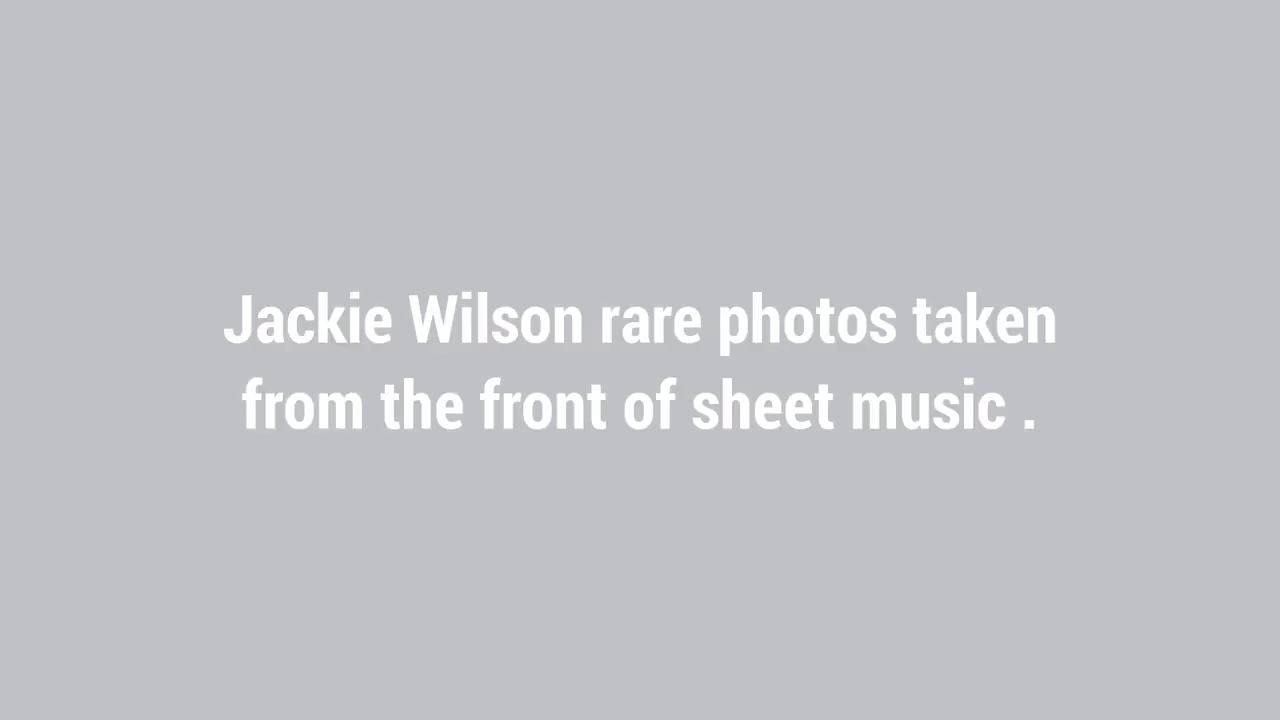 Jackie Wilson rare photos taken
from the front of sheet music .